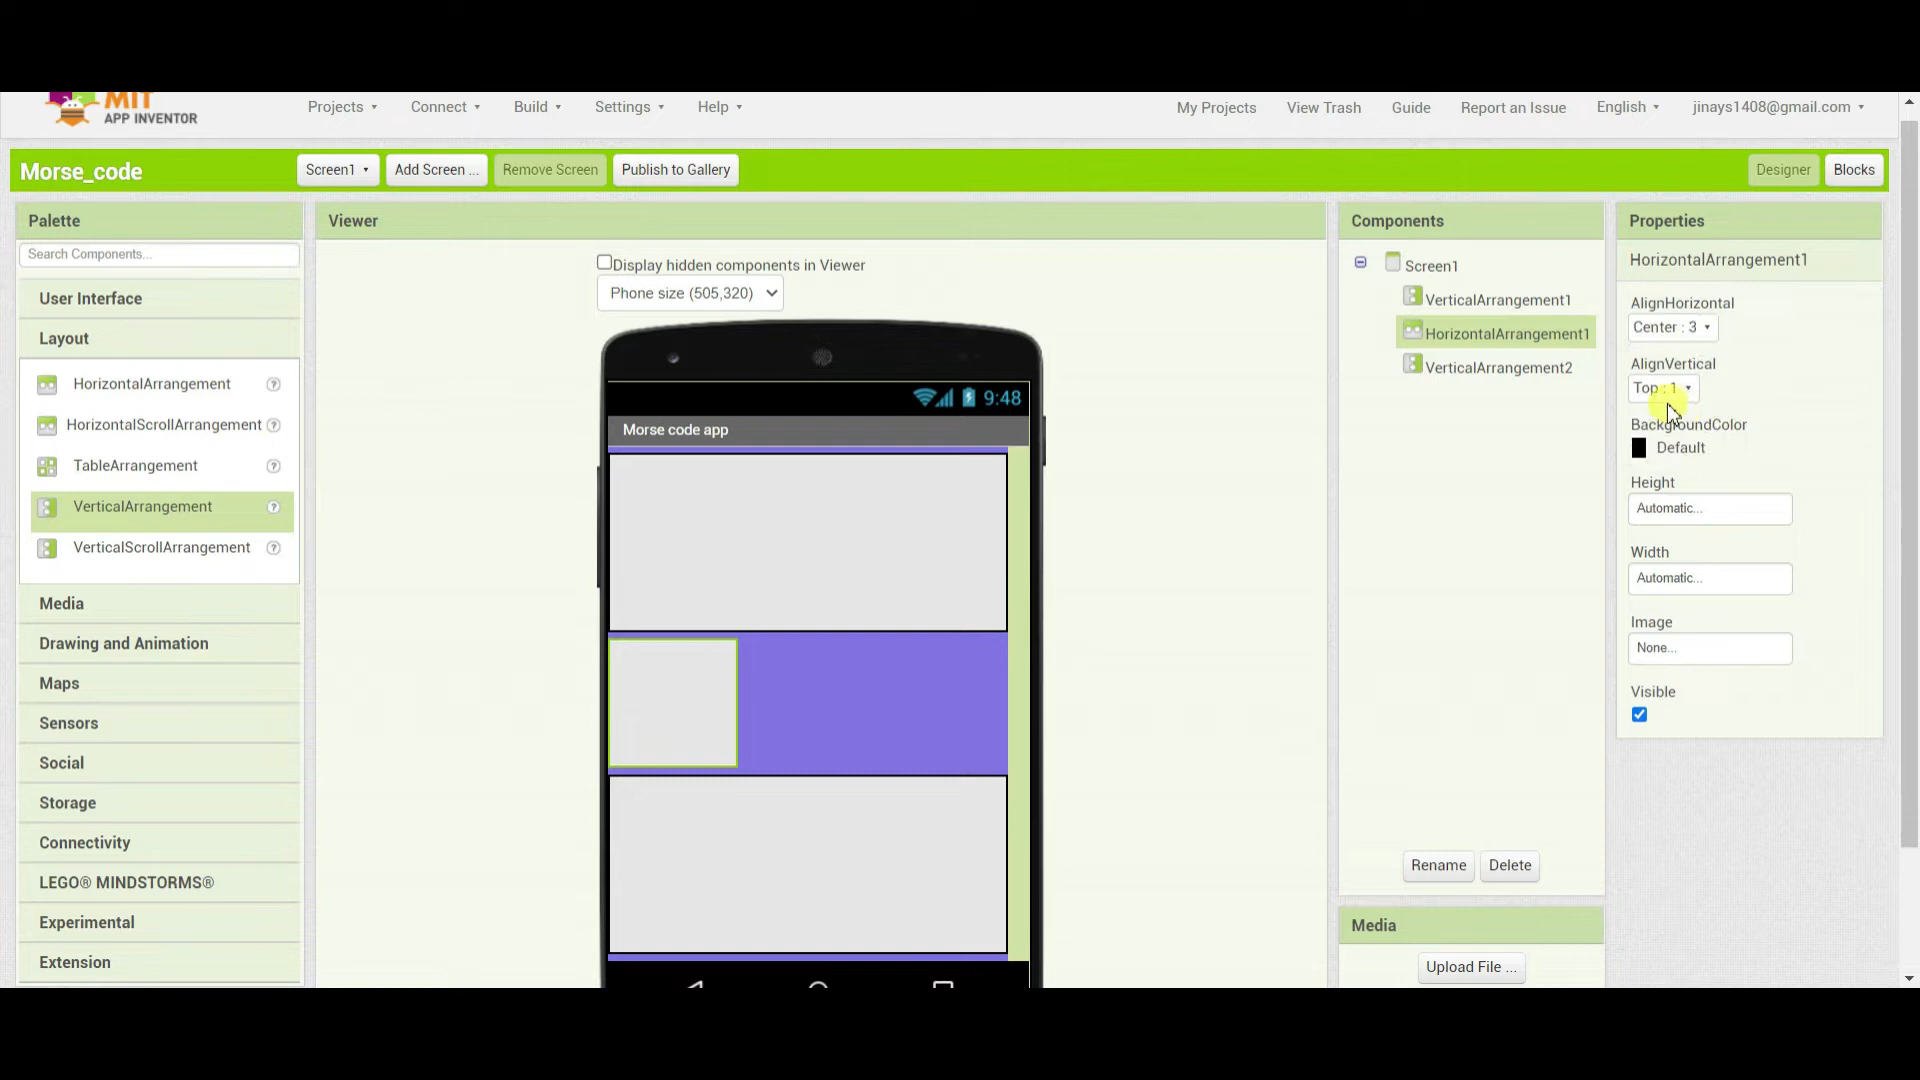 MIT
APP INVENTOR
Projects
Connect
Build
Settings
Help
My Projects
View Trash
Guide
Report an Issue
English
jinays1408@gmail.com
Morse_code
Screen1
Add Screen ...
Remove Screen
Publish to Gallery
Designer
Blocks
Palette
Search Components...
User Interface
Layout
HorizontalArrangement
HorizontalScrollArrangement
TableArrangement
VerticalArrangement
VerticalScrollArrangement
Media
Drawing and Animation
Maps
Sensors
Social
Storage
Connectivity
LEGO® MINDSTORMS®
Experimental
Extension
Viewer
Display hidden components in Viewer
Phone size (505,320)
9:48
Morse code app
Components
Screen1
VerticalArrangement1
HorizontalArrangement1
VerticalArrangement2
Rename
Delete
Media
Upload File ...
Properties
HorizontalArrangement1
AlignHorizontal
Center : 3
AlignVertical
Top : 1
BackgroundColor
Default
Height
Automatic...
Width
Automatic...
Image
None...
Visible